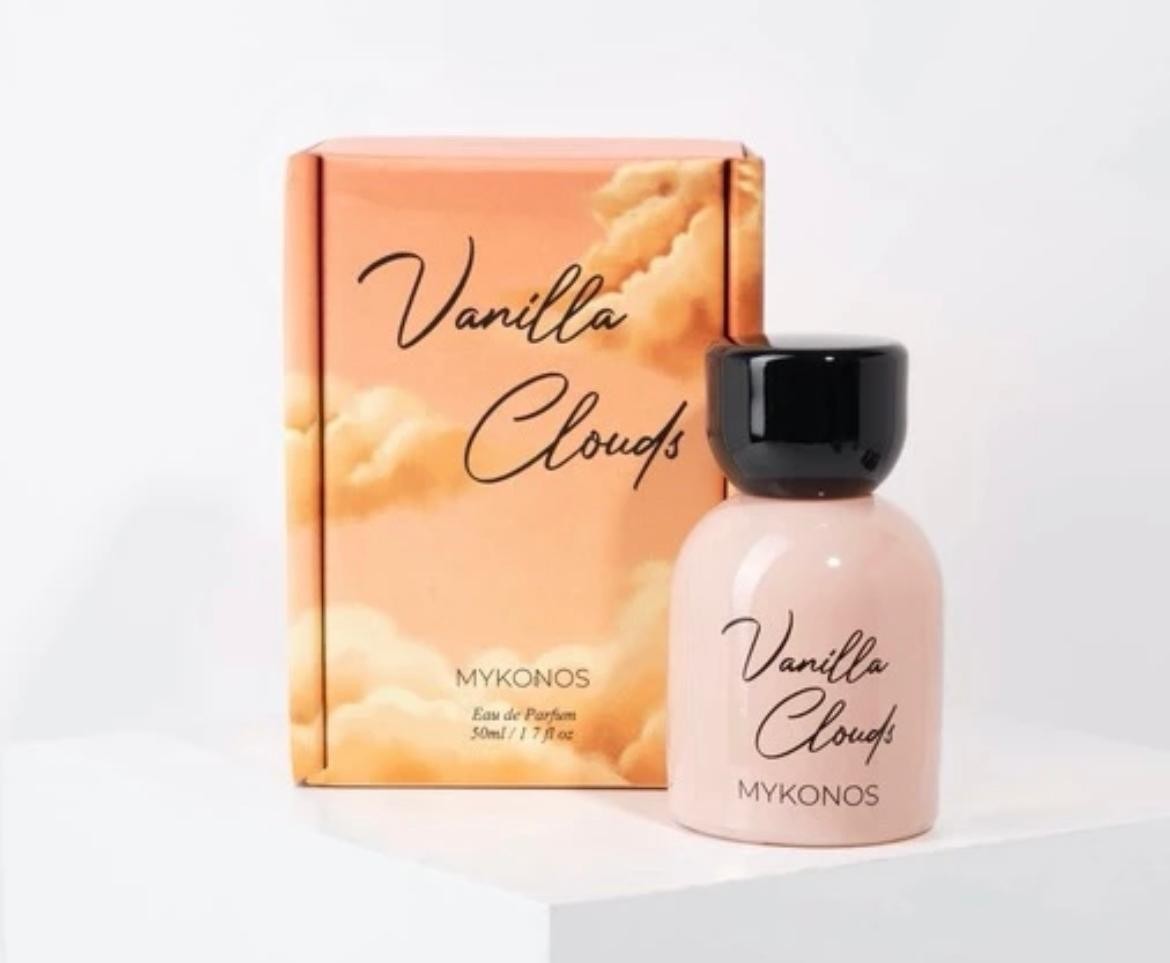 Vanilla
Clouds
MYKONOS
Eau de Parfum
50ml / 1 7 fl oz
Vanilla
Clouds
MYKONOS